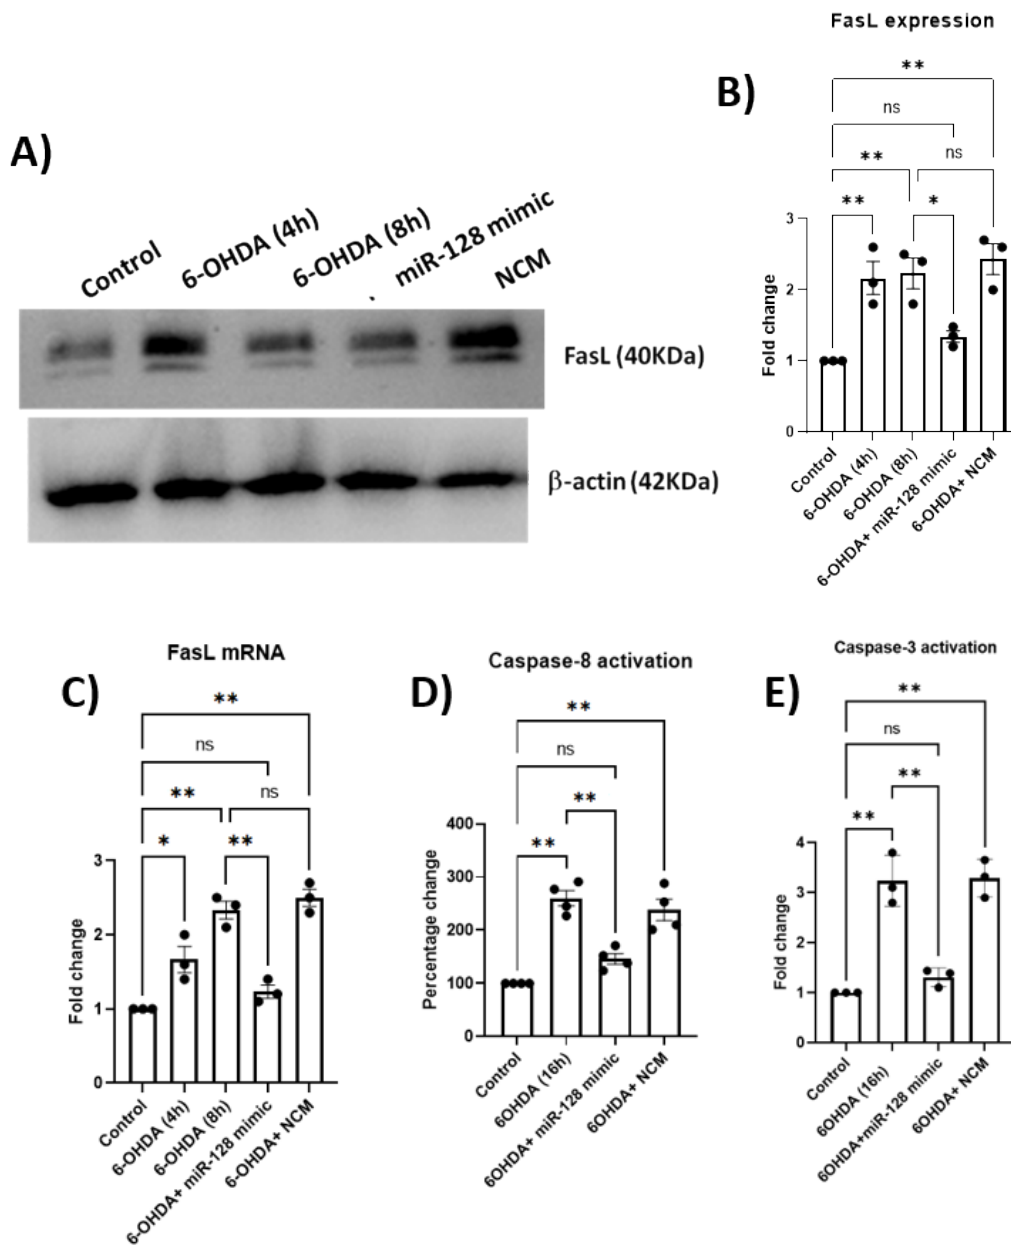 FasL expression
B)
**
ns
**
ns
**
*
3
2
1
0
Fold change
Control
6-OHDA (4h)
6-OHDA (8h)
6-OHDA+ miR-128 mimic
6-OHDA+ NCM
A)
Control
6-OHDA (4h)
6-OHDA (8h)
miR-128 mimic
NCM
FasL (40KDa)
β-actin (42KDa)
FasL mRNA
C)
**
ns
**
ns
*
**
3
2
1
0
Fold change
Control
6-OHDA (4h)
6-OHDA (8h)
6-OHDA+ miR-128 mimic
6-OHDA+ NCM
Caspase-8 activation
D)
**
ns
**
**
400
300
200
100
0
Percentage change
Control
6OHDA (16h)
6OHDA+ miR-128 mimic
6OHDA+ NCM
Caspase-3 activation
E)
**
ns
**
**
4
3
2
1
0
Fold change
Control
6OHDA (16h)
6OHDA+miR-128 mimic
6OHDA+ NCM